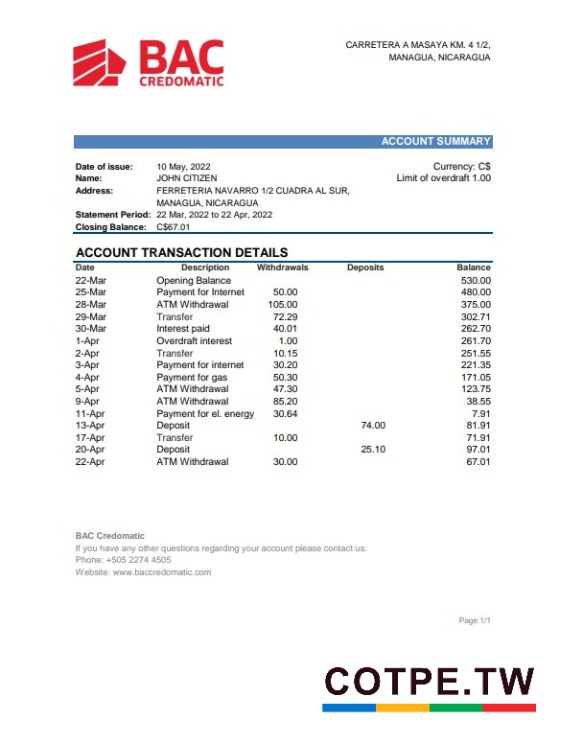 BAC
CREDOMATIC
CARRETERA A MASAYA KM. 4 1/2,
MANAGUA, NICARAGUA
ACCOUNT SUMMARY
Date of issue: 10 May, 2022 Currency: C$
Name: JOHN CITIZEN Limit of overdraft 1.00
Address: FERRETERIA NAVARRO 1/2 CUADRA AL SUR,
MANAGUA, NICARAGUA
Statement Period: 22 Mar, 2022 to 22 Apr, 2022
Closing Balance: C$67.01
ACCOUNT TRANSACTION DETAILS
Date Description Withdrawals Deposits Balance
22-Mar Opening Balance 530.00
25-Mar Payment for Internet 50.00 480.00
28-Mar ATM Withdrawal 105.00 375.00
29-Mar Transfer 72.29 302.71
30-Mar Interest paid 40.01 262.70
1-Apr Overdraft interest 1.00 261.70
2-Apr Transfer 10.15 251.55
3-Apr Payment for internet 30.20 221.35
4-Apr Payment for gas 50.30 171.05
5-Apr ATM Withdrawal 47.30 123.75
9-Apr ATM Withdrawal 85.20 38.55
11-Apr Payment for el. energy 30.64 7.91
13-Apr Deposit 74.00 81.91
17-Apr Transfer 10.00 71.91
20-Apr Deposit 25.10 97.01
22-Apr ATM Withdrawal 30.00 67.01
BAC Credomatic
If you have any other questions regarding your account please contact us:
Phone: +505 2274 4505
Website: www.baccredomatic.com
Page 1/1
COTPE.TW